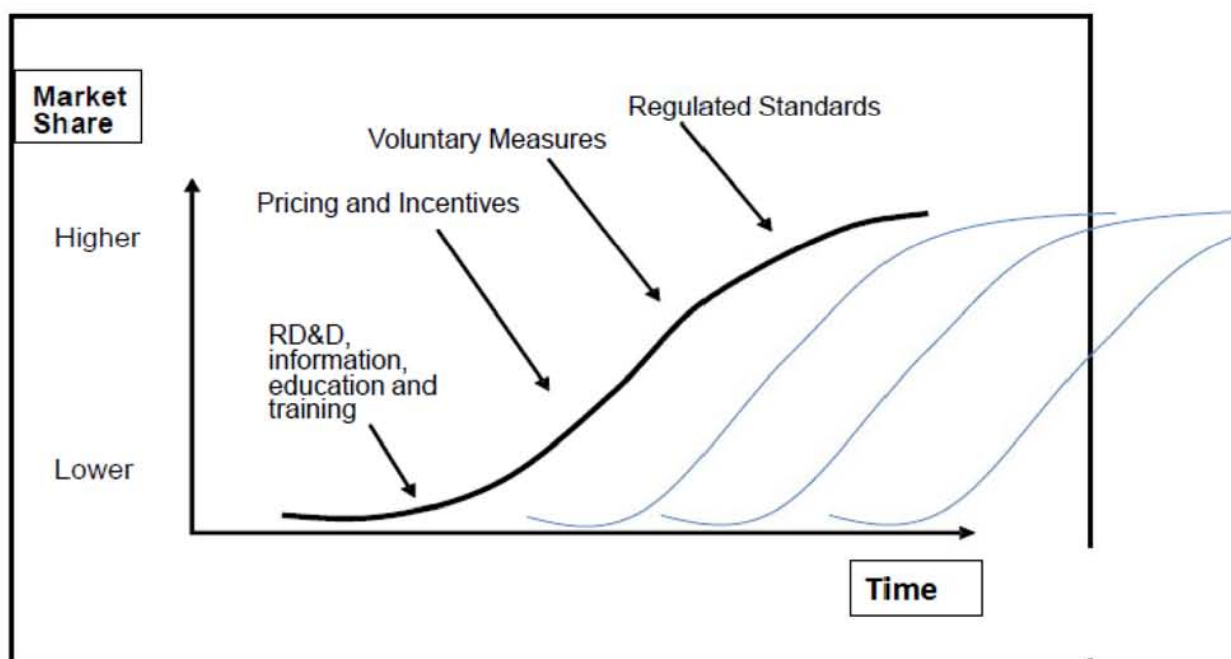 Market
Share
Regulated Standards
Voluntary Measures
Pricing and Incentives
Higher
RD&D,
information,
education and
training
Lower
Time